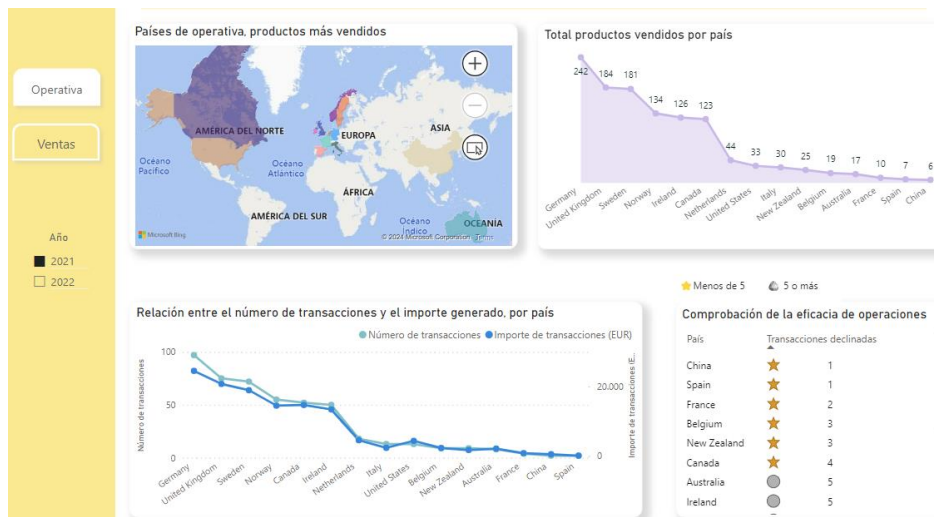 Operativa
Ventas
Año
2021
2022
Países de operativa, productos más vendidos
AMÉRICA DEL NORTE
EUROPA
ASIA
Océano
Pacífico
Océano
Atlántico
ÁFRICA
AMÉRICA DEL SUR
Océano
Índico
OCEANÍA
Microsoft Bing
© 2024 Microsoft Corporation Terms
Total productos vendidos por país
242
184
181
134
126
123
44
33
30
25
19
17
10
7
6
Germany
United Kingdom
Sweden
Norway
Ireland
Canada
Netherlands
United States
Italy
New Zealand
Belgium
Australia
France
Spain
China
Relación entre el número de transacciones y el importe generado, por país
Número de transacciones
Importe de transacciones (EUR)
Número de transacciones
100
50
0
20.000
0
Importe de transacciones (E...
Germany
United Kingdom
Sweden
Norway
Canada
Ireland
Netherlands
Italy
United States
Belgium
New Zealand
Australia
France
China
Spain
Menos de 5
5 o más
Comprobación de la eficacia de operaciones
País Transacciones declinadas
China 1
Spain 1
France 2
Belgium 3
New Zealand 3
Canada 4
Australia 5
Ireland 5